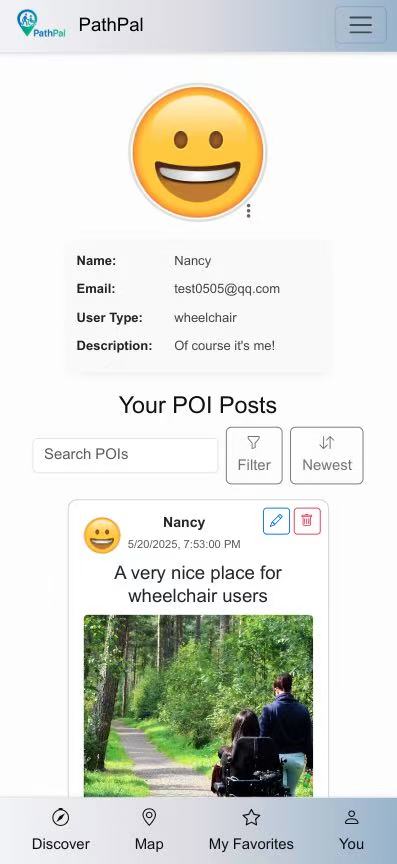 PathPal PathPal
Name: Nancy
Email: test0505@qq.com
User Type: wheelchair
Description: Of course it's me!
Your POI Posts
Search POIs Filter Newest
Nancy
5/20/2025, 7:53:00 PM
A very nice place for
wheelchair users
Discover Map My Favorites You